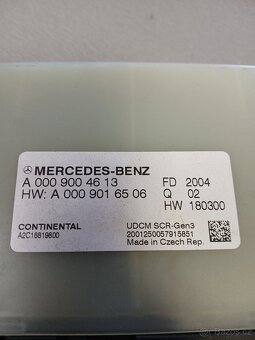 MERCEDES-BENZ
A 000 900 46 13 FD 2004
HW: A 000 901 65 06 Q 02
HW 180300
CONTINENTAL UDCM SCR-Gen3
A2C16819800 2001250057915851
Made in Czech Rep.